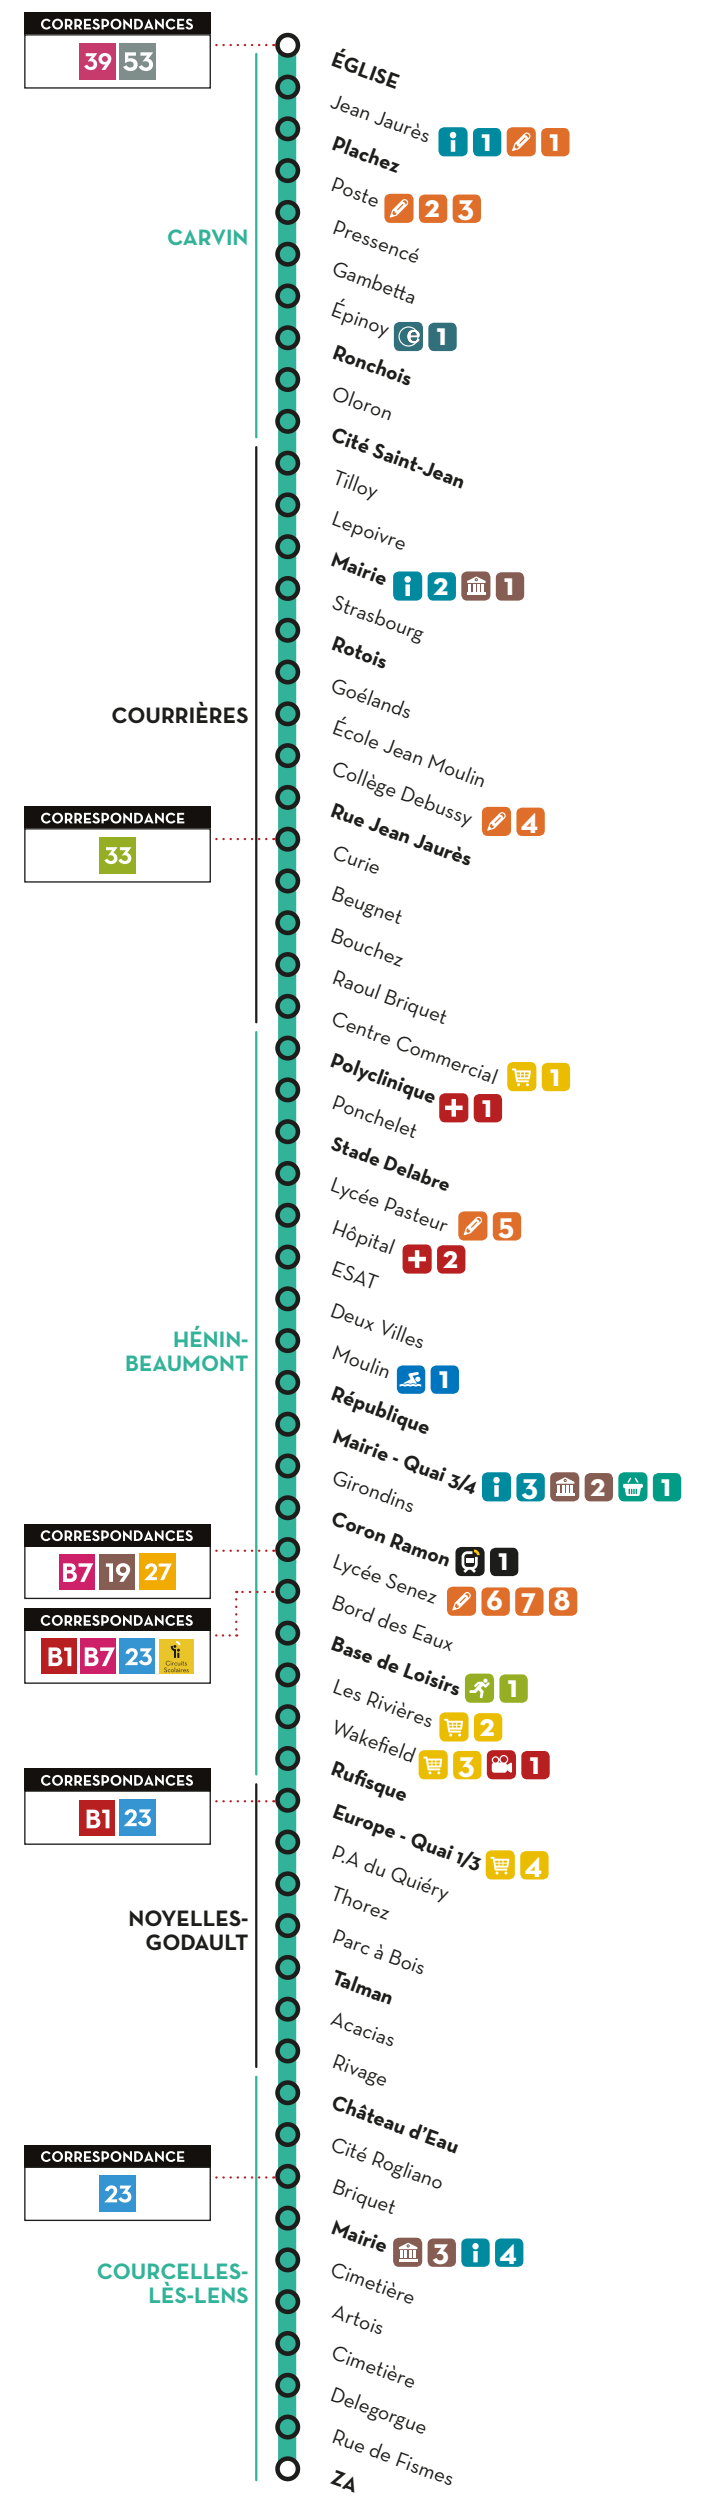 CORRESPONDANCES
39 53
ÉGLISE
Jean Jaurès i 1 1
Plachez
Poste 2 3
CARVIN
Pressencé
Gambetta
Épinoy e 1
Ronchois
Oloron
Cité Saint-Jean
Tilloy
Lepoivre
Mairie i 2 1
Strasbourg
Rotois
Goélands
COURRIÈRES
École Jean Moulin
Collège Debussy 4
CORRESPONDANCE
33
Rue Jean Jaurès
Curie
Beugnet
Bouchez
Raoul Briquet
Centre Commercial 1
Polyclinique 1
Ponchelet
Stade Delabre
Lycée Pasteur 5
Hôpital 2
ESAT
Deux Villes
HÉNIN-
BEAUMONT
Moulin 1
République
Mairie - Quai 3/4 i 3 2 1
Girondins
Coron Ramon 1
CORRESPONDANCES
B7 19 27
Lycée Senez 6 7 8
CORRESPONDANCES
B1 B7 23 Circuits
Scolaires
Bord des Eaux
Base de Loisirs 1
Les Rivières 2
Wakefield 3 1
Rufisque
CORRESPONDANCES
B1 23
Europe - Quai 1/3 4
P.A du Quiéry
Thorez
NOYELLES-
GODAULT
Parc à Bois
Talman
Acacias
Rivage
Château d'Eau
Cité Rogliano
CORRESPONDANCE
23
Briquet
Mairie 3 i 4
COURCELLES-
LÈS-LENS
Cimetière
Artois
Cimetière
Delegorgue
Rue de Fismes
ZA